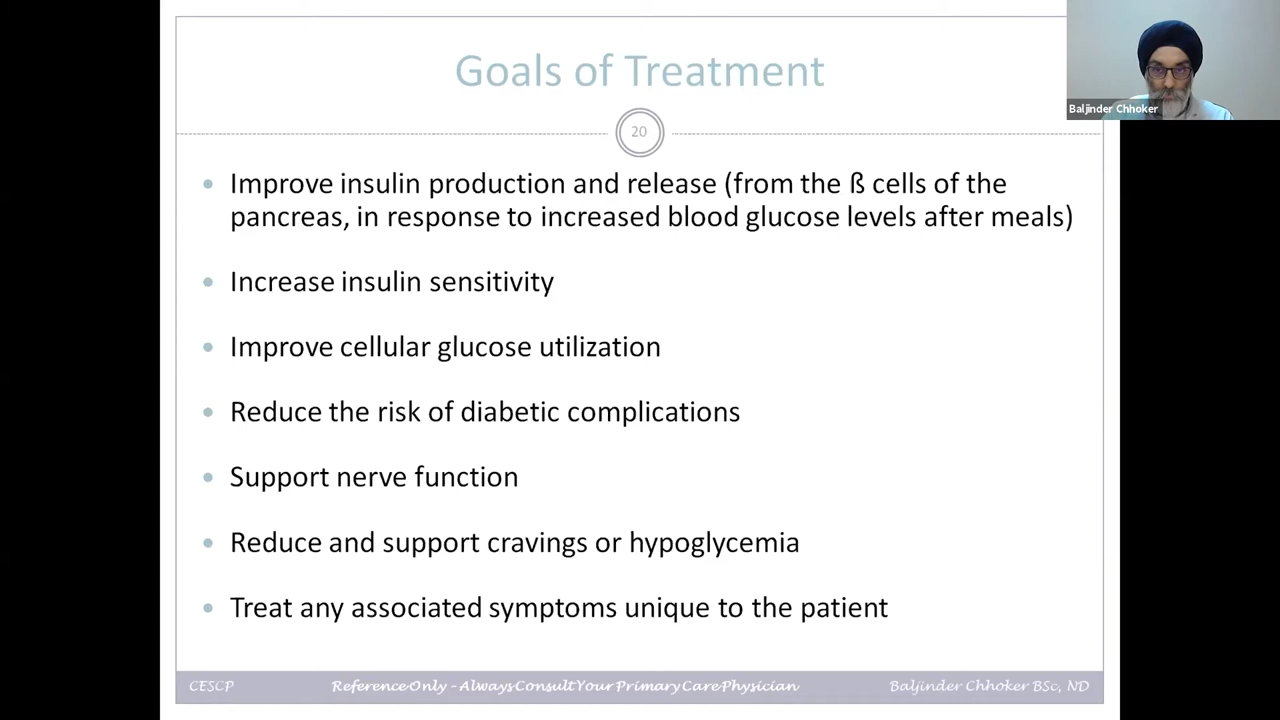 Goals of Treatment
Baljinder Chhoker
20
• Improve insulin production and release (from the ß cells of the
pancreas, in response to increased blood glucose levels after meals)
• Increase insulin sensitivity
• Improve cellular glucose utilization
• Reduce the risk of diabetic complications
• Support nerve function
• Reduce and support cravings or hypoglycemia
• Treat any associated symptoms unique to the patient
CESCP
Reference Only – Always Consult Your Primary Care Physician
Baljinder Chhoker BSc, ND